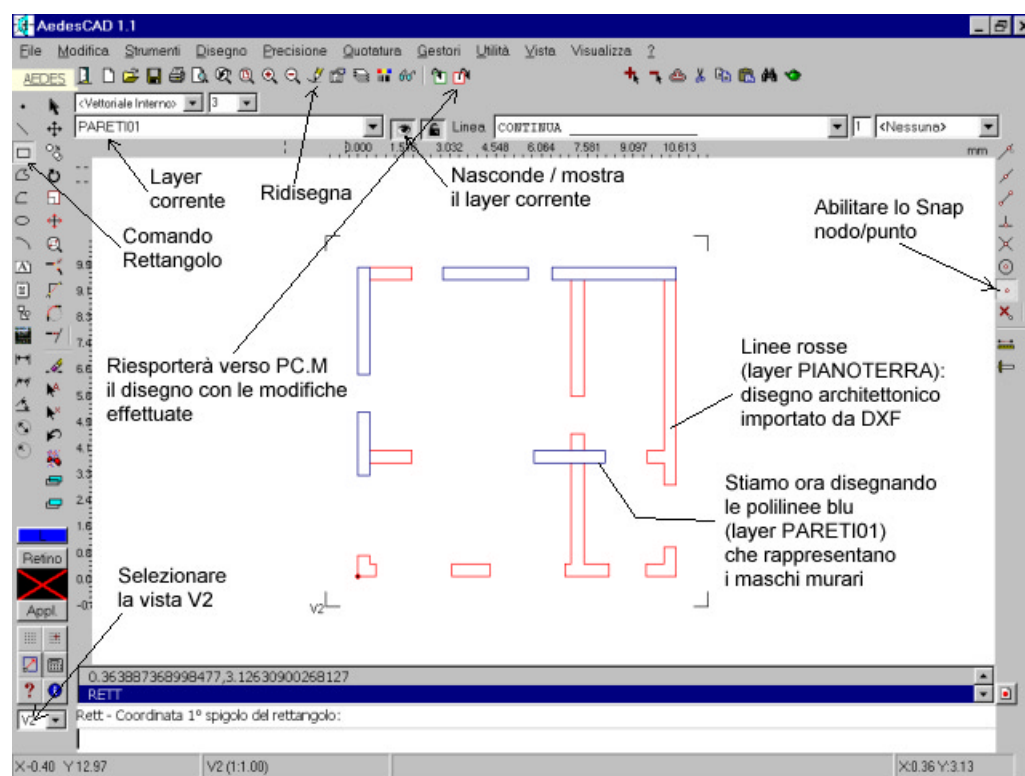 AedesCAD 1.1
File Modifica Strumenti Disegno Precisione Quotatura Gestori Utilità Vista Visualizza ?
AEDES
<Vettoriale Interno> 3
PARETI01 Linea CONTINUA 1 <Nessuna>
0.000 3.032 4.548 6.064 7.581 9.097 10.613 mm
Layer
corrente
Ridisegna
Nasconde / mostra
il layer corrente
Abilitare lo Snap
nodo/punto
Comando
Rettangolo
Riesporterà verso PC.M
il disegno con le modifiche
effettuate
Linee rosse
(layer PIANOTERRA):
disegno architettonico
importato da DXF
Stiamo ora disegnando
le polilinee blu
(layer PARETI01)
che rappresentano
i maschi murari
Retino
Appl.
Selezionare
la vista V2
V2
0.363887368998477,3.12630900268127
RETT
V2
Rett - Coordinata 1° spigolo del rettangolo:
X-0.40 Y12.97 V2 (1:1.00) X:0.36 Y:3.13